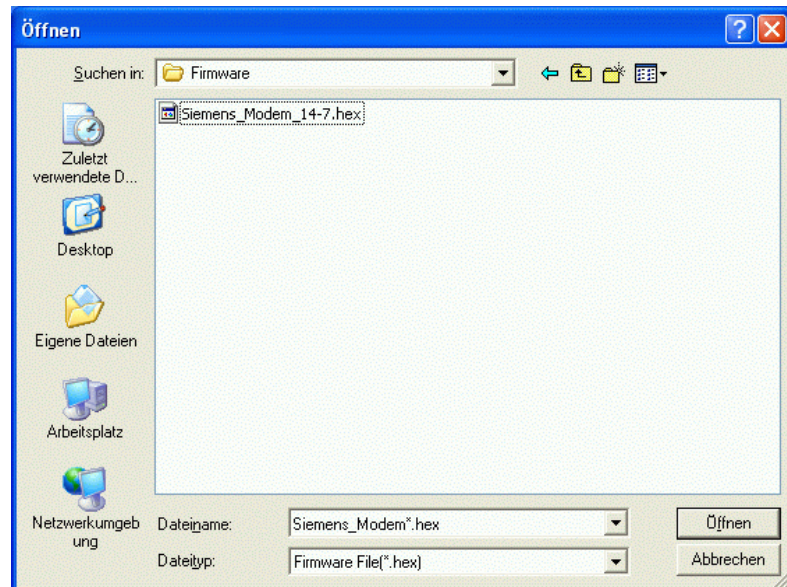 Öffnen
Suchen in:
Firmware
Siemens_Modem_14-7.hex
Zuletzt
verwendete D...
Desktop
Eigene Dateien
Arbeitsplatz
Netzwerkumgeb
ung
Dateiname:
Siemens_Modem*.hex
Öffnen
Dateityp:
Firmware File(*.hex)
Abbrechen